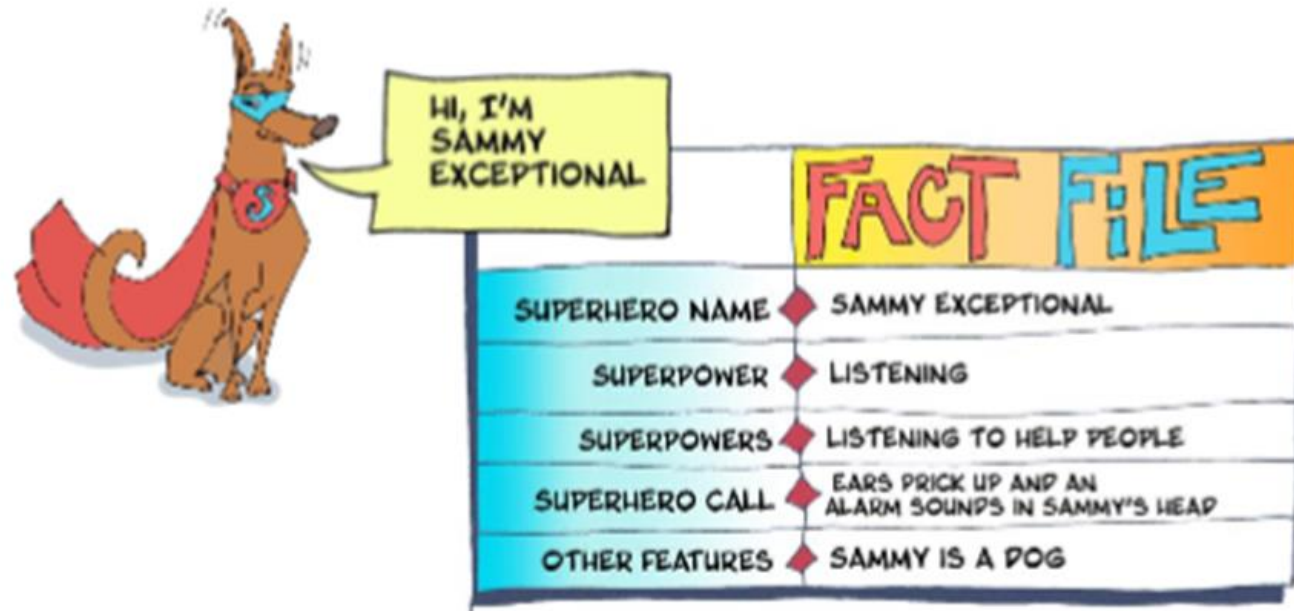 HI, I'M
SAMMY
EXCEPTIONAL
FACT FILE
SUPERHERO NAME SAMMY EXCEPTIONAL
SUPERPOWER LISTENING
SUPERPOWERS LISTENING TO HELP PEOPLE
SUPERHERO CALL EARS PRICK UP AND AN
ALARM SOUNDS IN SAMMY'S HEAD
OTHER FEATURES SAMMY IS A DOG
S